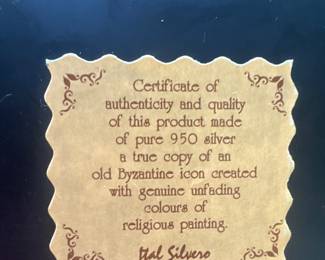 Certificate of
authenticity and quality
of this product made
of pure 950 silver
a true copy of an
old Byzantine icon created
with genuine unfading
colours of
religious painting.
Ital Silvero